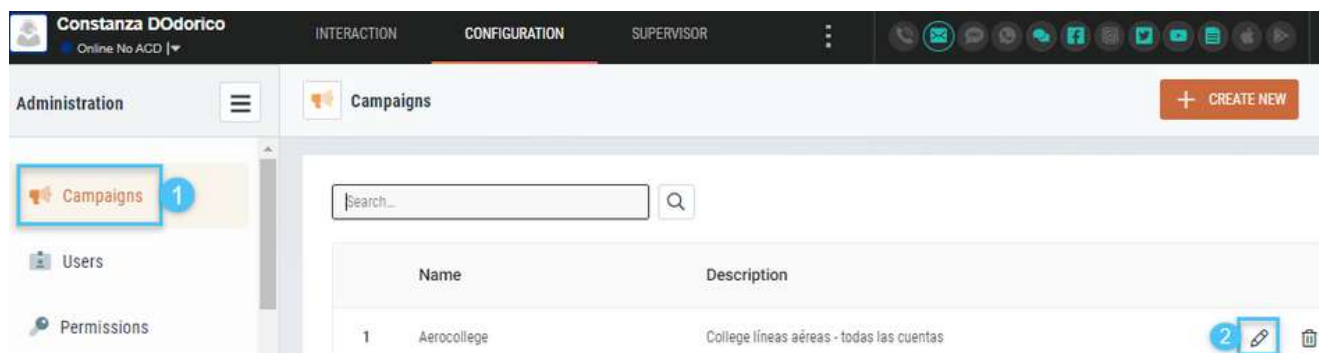 Constanza DOdorico
Online No ACD
INTERACTION CONFIGURATION SUPERVISOR
Administration
Campaigns
+ CREATE NEW
Campaigns 1
Search...
Users
Name Description
Permissions
1 Aerocollege College líneas aéreas - todas las cuentas 2